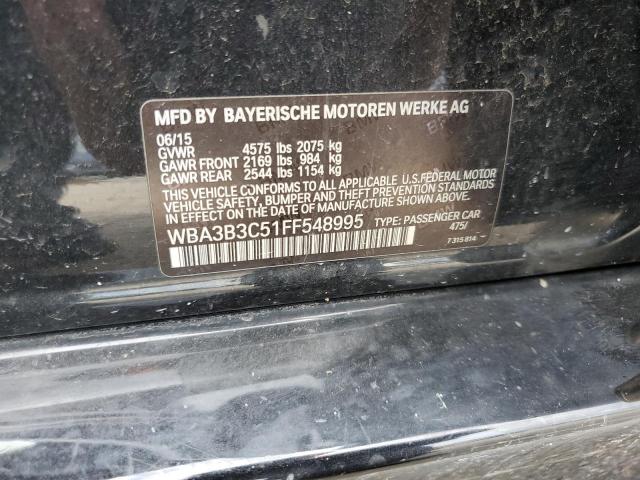 MFD BY BAYERISCHE MOTOREN WERKE AG
06/15
GVWR 4575 lbs 2075 kg
GAWR FRONT 2169 lbs 984 kg
GAWR REAR 2544 lbs 1154 kg
THIS VEHICLE CONFORMS TO ALL APPLICABLE U.S.FEDERAL MOTOR
VEHICLE SAFETY, BUMPER, AND THEFT PREVENTION STANDARDS
IN EFFECT ON THE DATE OF MANUFACTURE SHOWN ABOVE.
WBA3B3C51FF548995 TYPE: PASSENGER CAR
475/
7 315 814